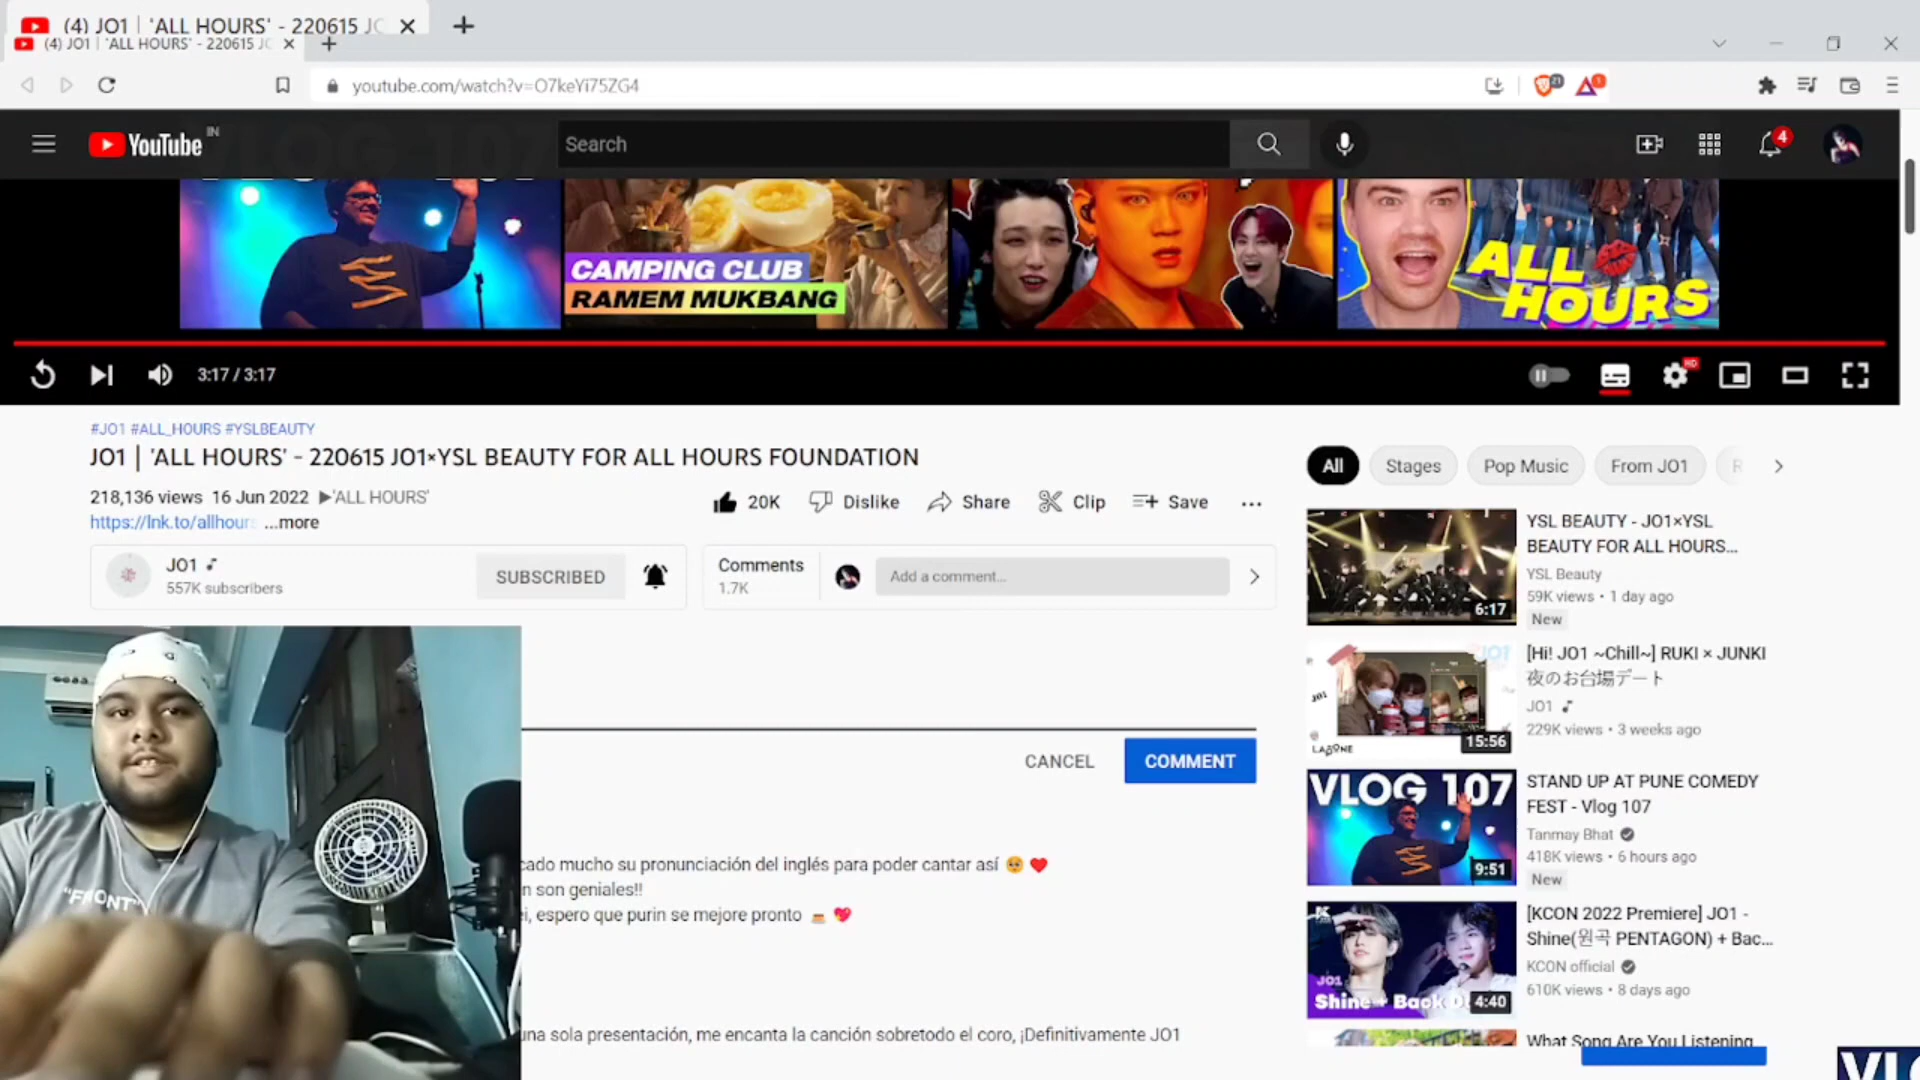 (4) JO1 | 'ALL HOURS' - 220615 JO
(4) JO1 | 'ALL HOURS' - 220615 JO
youtube.com/watch?v=O7keYi75ZG4
21
1
YouTube IN
Search
4
CAMPING CLUB
RAMEM MUKBANG
ALL
HOURS
3:17 / 3:17
HD
#JO1 #ALL_HOURS #YSLBEAUTY
JO1 | 'ALL HOURS' - 220615 JO1×YSL BEAUTY FOR ALL HOURS FOUNDATION
218,136 views 16 Jun 2022 ▶'ALL HOURS'
https://lnk.to/allhour ...more
20K
Dislike
Share
Clip
Save
JO1 ♪
557K subscribers
SUBSCRIBED
Comments
1.7K
Add a comment...
CANCEL
COMMENT
cado mucho su pronunciación del inglés para poder cantar así 🥺 ❤️
n son geniales!!
ei, espero que purin se mejore pronto 🍮 💖
una sola presentación, me encanta la canción sobretodo el coro, ¡Definitivamente JO1
"FRONT"
All
Stages
Pop Music
From JO1
R
YSL BEAUTY - JO1×YSL
BEAUTY FOR ALL HOURS...
YSL Beauty
59K views • 1 day ago
New
6:17
[Hi! JO1 ~Chill~] RUKI × JUNKI
夜のお台場デート
JO1 ♪
229K views • 3 weeks ago
JO1
15:56
VLOG 107
STAND UP AT PUNE COMEDY
FEST - Vlog 107
Tanmay Bhat
418K views • 6 hours ago
New
9:51
[KCON 2022 Premiere] JO1 -
Shine(원곡 PENTAGON) + Bac...
KCON official
610K views • 8 days ago
JO1
Shine + Back D
4:40
What Song Are You Listening
VL